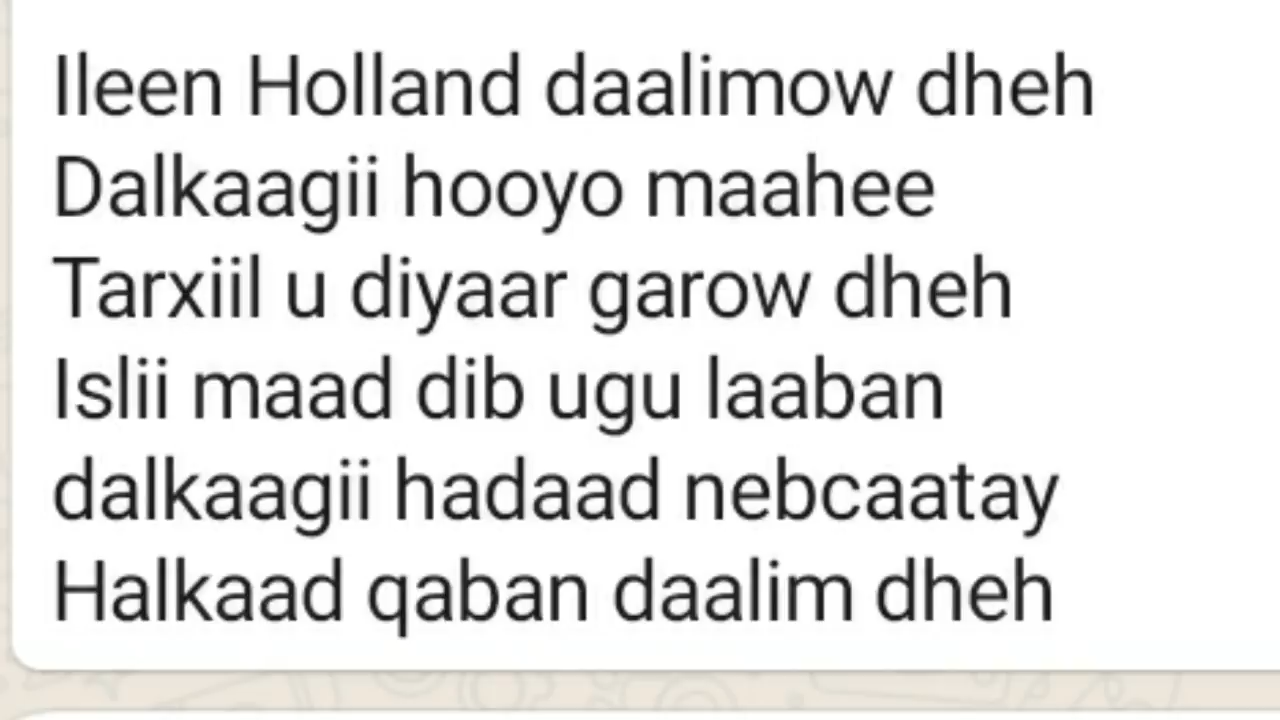 Ileen Holland daalimow dheh
Dalkaagii hooyo maahee
Tarxiil u diyaar garow dheh
Islii maad dib ugu laaban
dalkaagii hadaad nebcaatay
Halkaad qaban daalim dheh